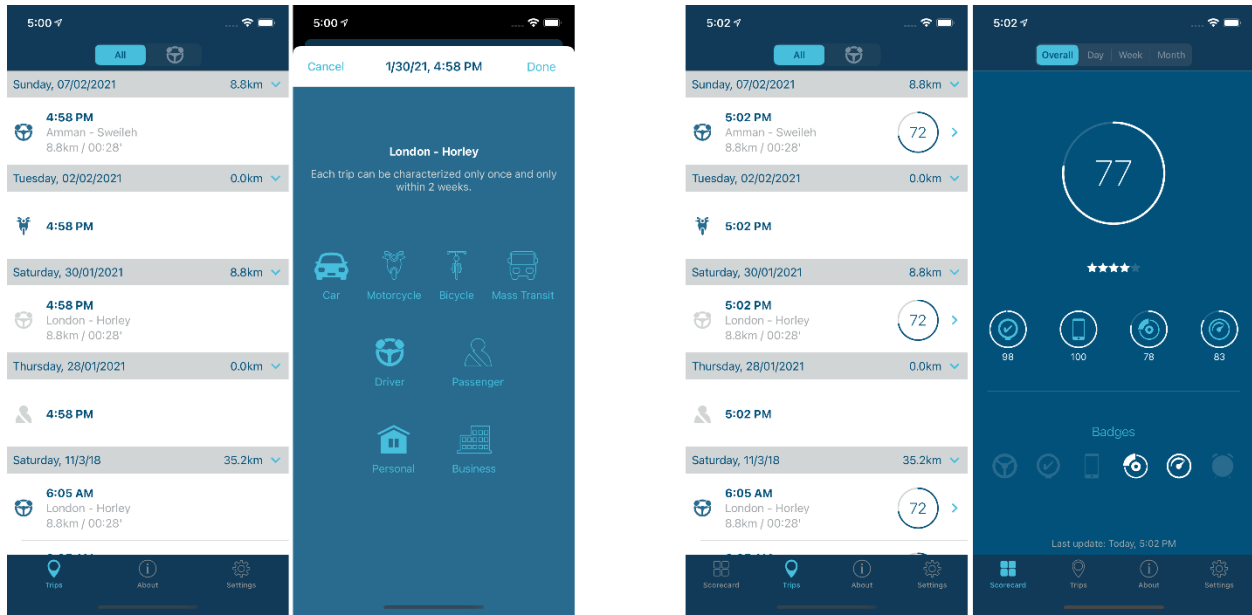 5:00
All
Sunday, 07/02/2021 8.8km
4:58 PM
Amman - Sweileh
8.8km / 00:28'
Tuesday, 02/02/2021 0.0km
4:58 PM
Saturday, 30/01/2021 8.8km
4:58 PM
London - Horley
8.8km / 00:28'
Thursday, 28/01/2021 0.0km
4:58 PM
Saturday, 11/3/18 35.2km
6:05 AM
London - Horley
8.8km / 00:28'
Trips About Settings
5:00
Cancel 1/30/21, 4:58 PM Done
London - Horley
Each trip can be characterized only once and only
within 2 weeks.
Car Motorcycle Bicycle Mass Transit
Driver Passenger
Personal Business
5:02
All
Sunday, 07/02/2021 8.8km
5:02 PM
Amman - Sweileh
8.8km / 00:28'
72
Tuesday, 02/02/2021 0.0km
5:02 PM
Saturday, 30/01/2021 8.8km
5:02 PM
London - Horley
8.8km / 00:28'
72
Thursday, 28/01/2021 0.0km
5:02 PM
Saturday, 11/3/18 35.2km
6:05 AM
London - Horley
8.8km / 00:28'
72
Scorecard Trips About Settings
5:02
Overall Day Week Month
77
98 100 78 83
Badges
Last update: Today, 5:02 PM
Scorecard Trips About Settings